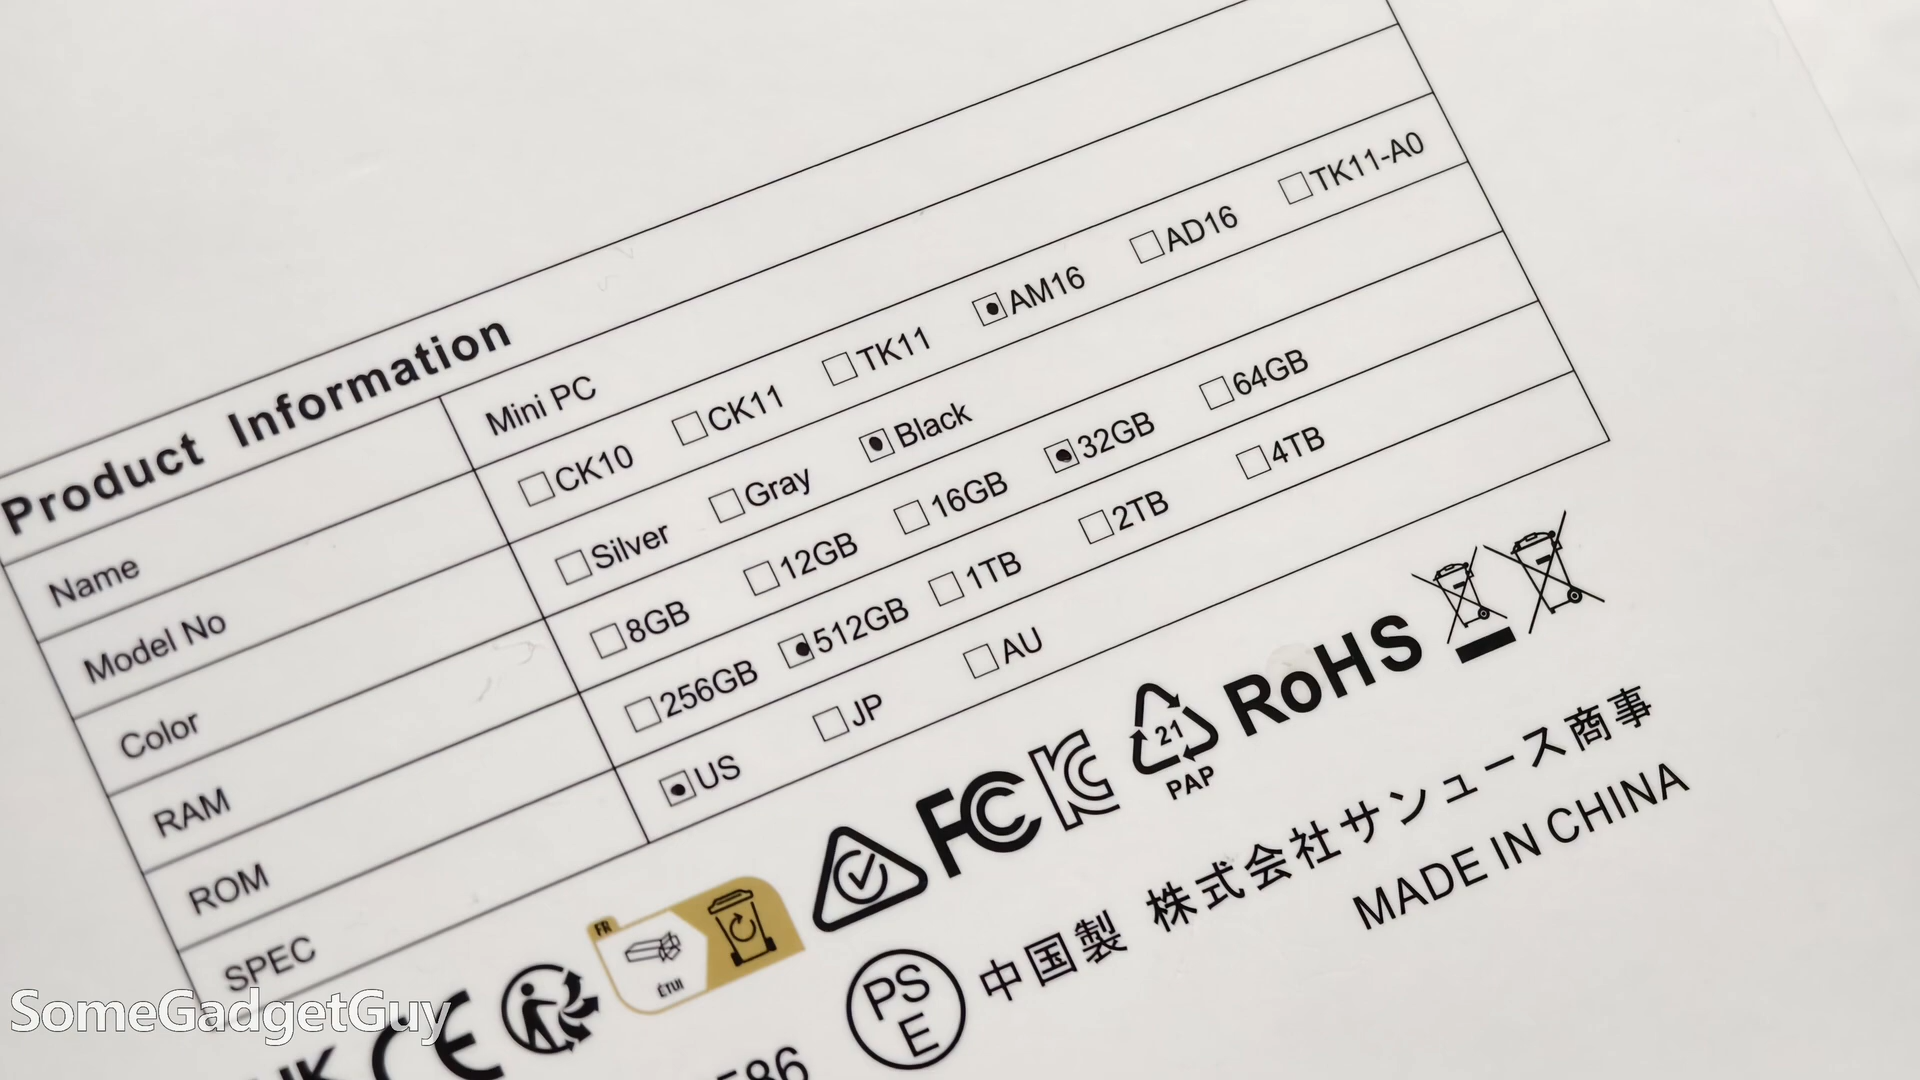 Product Information
Name Mini PC
Model No □CK10 □CK11 □TK11 ▣AM16 □AD16 □TK11-A0
Color □Silver □Gray ▣Black
RAM □8GB □12GB □16GB ▣32GB □64GB
ROM □256GB ▣512GB □1TB □2TB □4TB
SPEC ▣US □JP □AU
CE FR ÉTUI FC 21 PAP RoHS
PSE 中国製 株式会社サンュース商事
MADE IN CHINA
SomeGadgetGuy